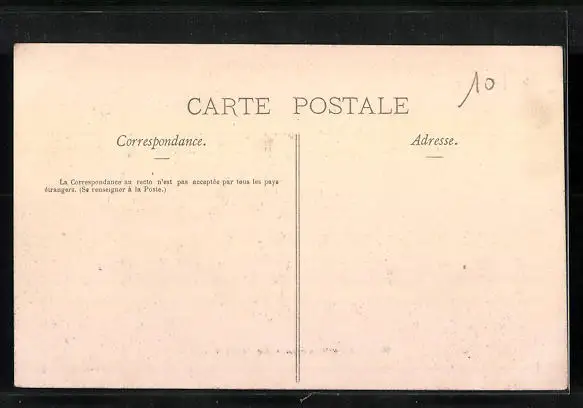 10
CARTE POSTALE
Correspondance.
Adresse.
La Correspondance au recto n'est pas acceptée par tous les pays
étrangers. (Se renseigner à la Poste.)